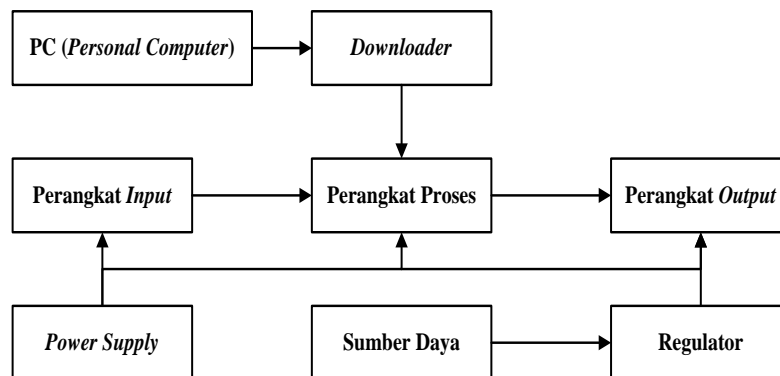 PC (Personal Computer)
Downloader
Perangkat Input
Perangkat Proses
Perangkat Output
Power Supply
Sumber Daya
Regulator